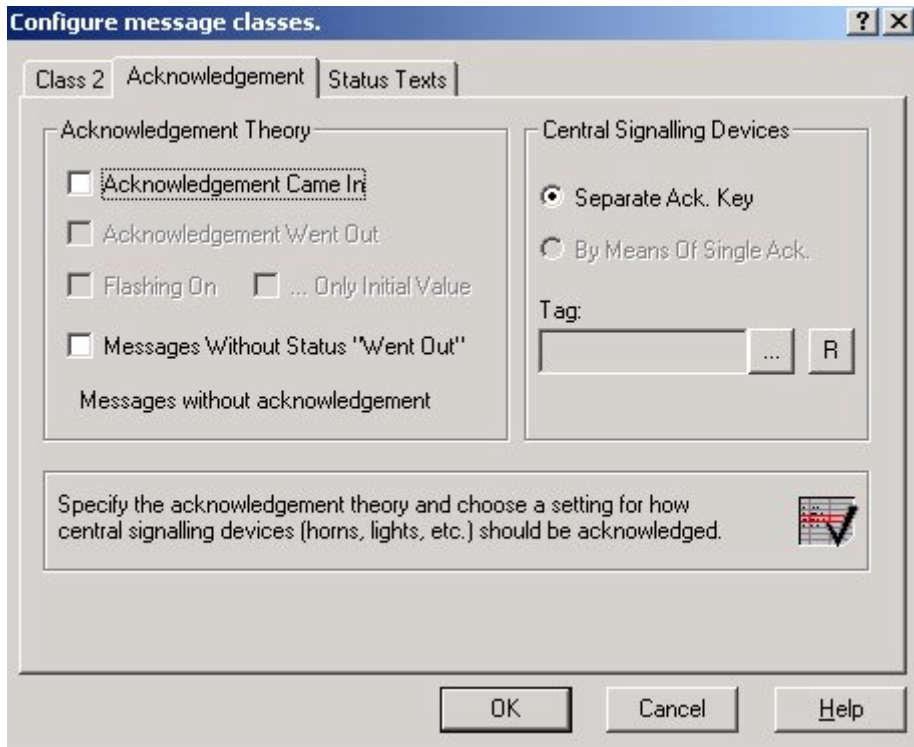 Configure message classes.
? X
Class 2 Acknowledgement Status Texts
Acknowledgement Theory
Acknowledgement Came In
Acknowledgement Went Out
Flashing On ... Only Initial Value
Messages Without Status "Went Out"
Messages without acknowledgement
Central Signalling Devices
Separate Ack. Key
By Means Of Single Ack.
Tag:
... R
Specify the acknowledgement theory and choose a setting for how
central signalling devices (horns, lights, etc.) should be acknowledged.
OK Cancel Help